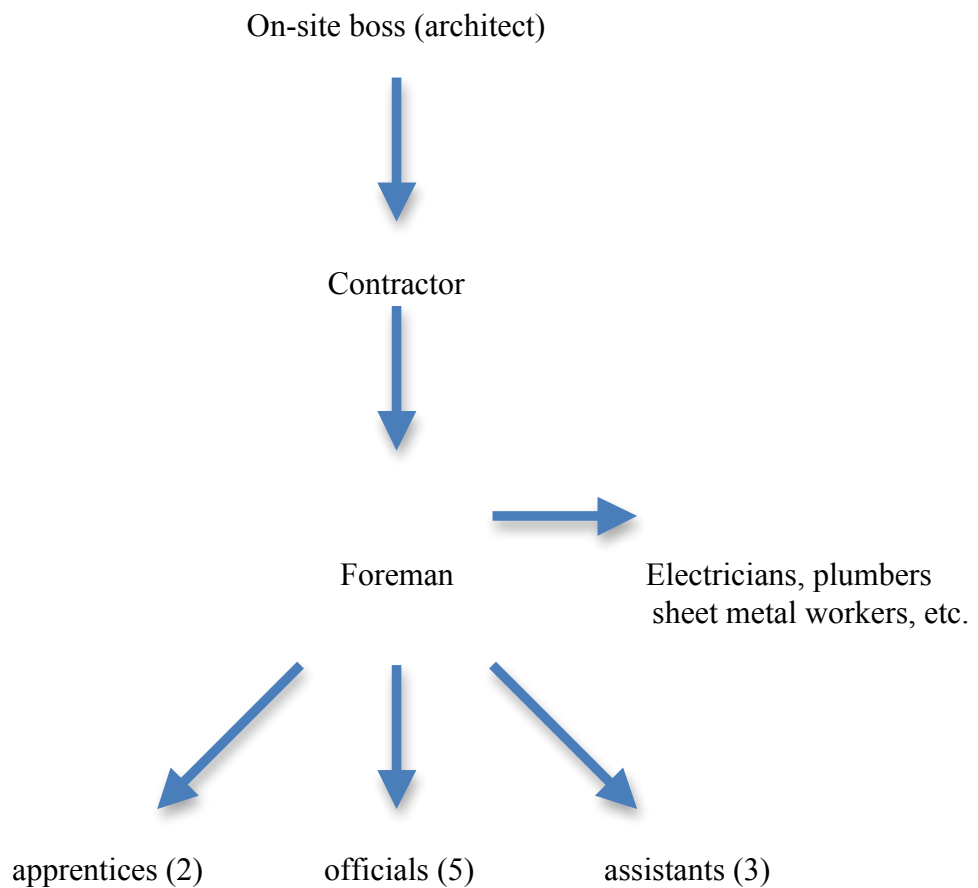 On-site boss (architect)
Contractor
Foreman
Electricians, plumbers
sheet metal workers, etc.
apprentices (2)
officials (5)
assistants (3)